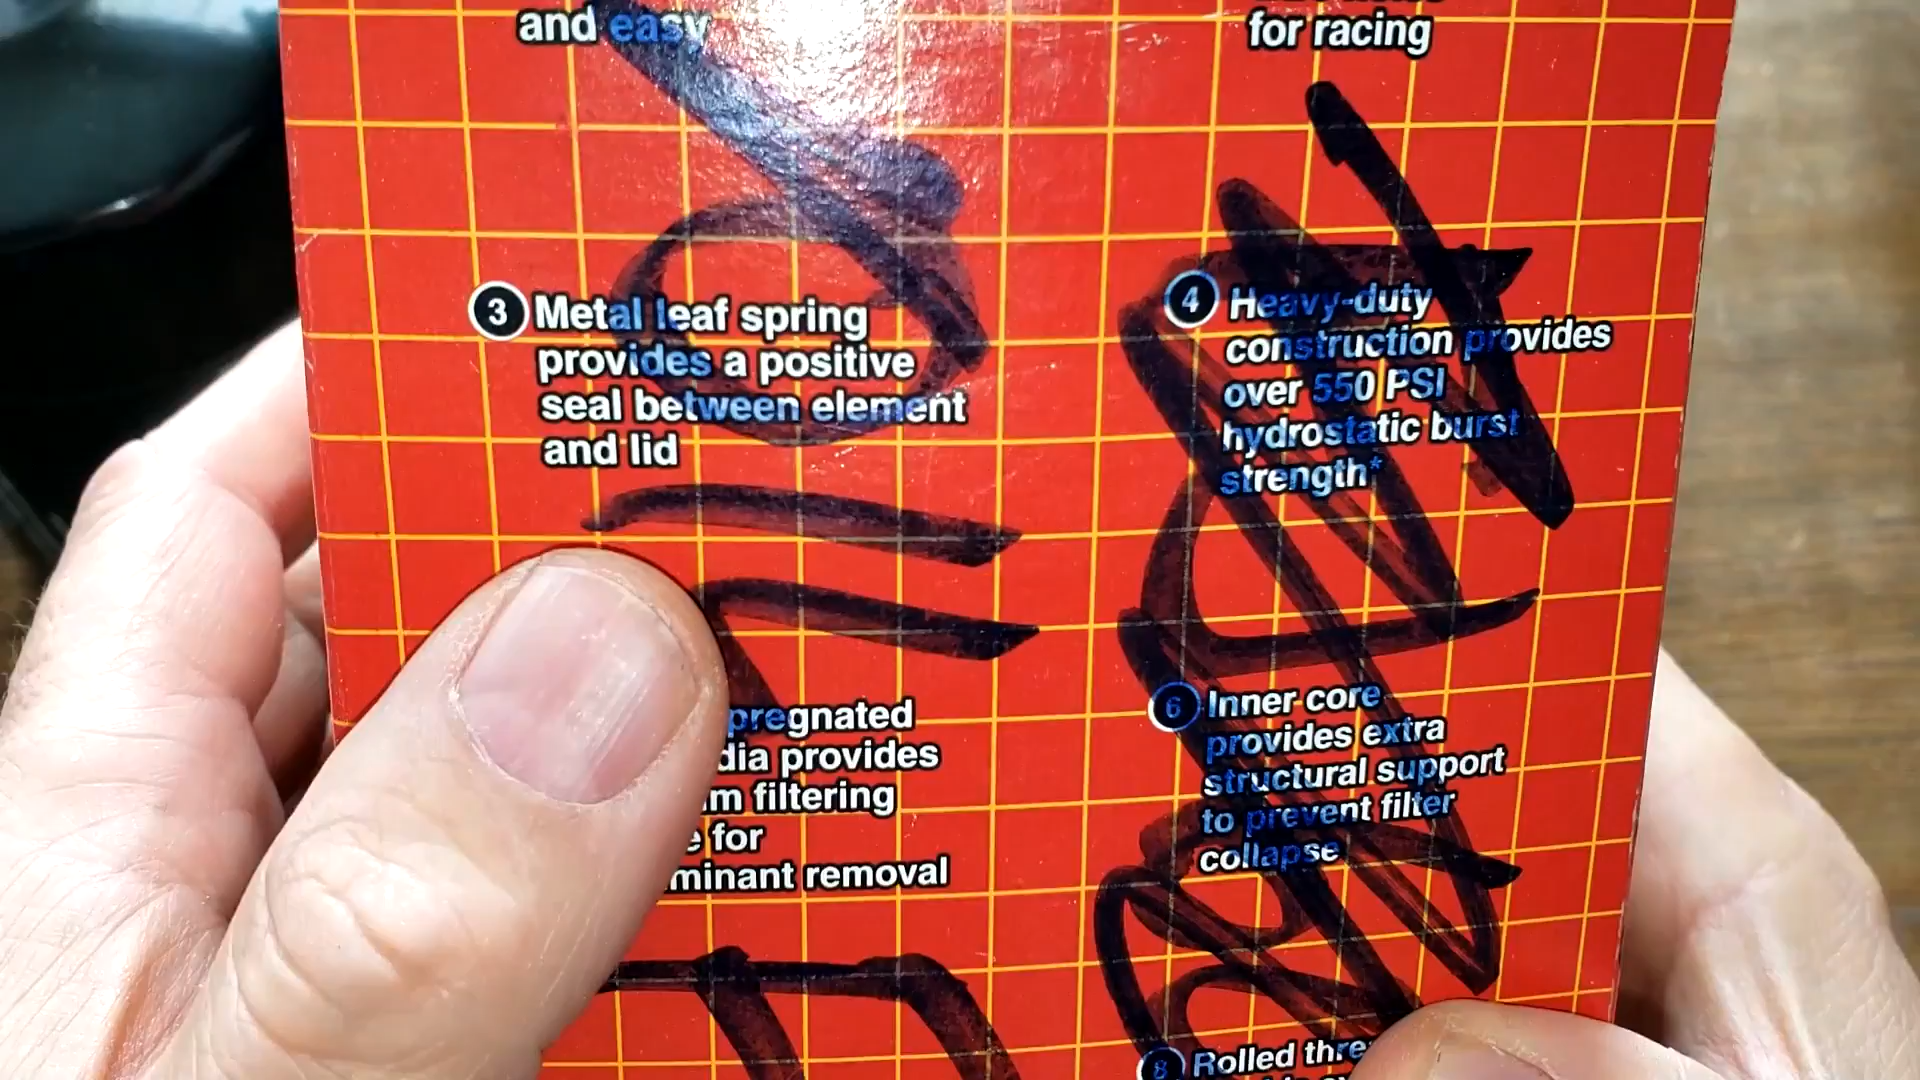 and easy
for racing
3 Metal leaf spring
provides a positive
seal between element
and lid
4 Heavy-duty
construction provides
over 550 PSI
hydrostatic burst
strength*
pregnated
dia provides
m filtering
for
minant removal
6 Inner core
provides extra
structural support
to prevent filter
collapse
8 Rolled thre